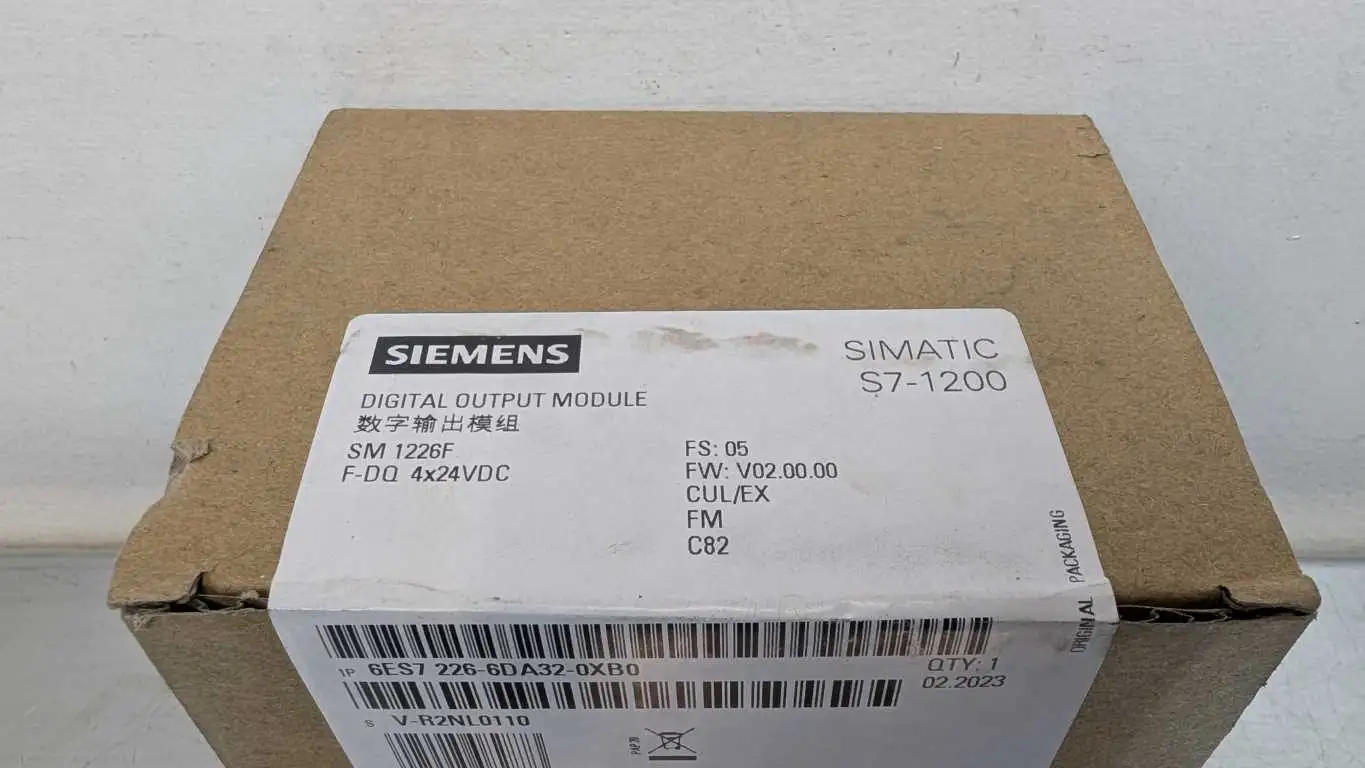 SIEMENS
SIMATIC
S7-1200
DIGITAL OUTPUT MODULE
数字输出模组
SM 1226F
F-DQ 4x24VDC
FS: 05
FW: V02.00.00
CUL/EX
FM
C82
ORIGINAL PACKAGING
1P 6ES7 226-6DA32-0XB0
QTY: 1
02.2023
S V-R2NL0110
PAP 20